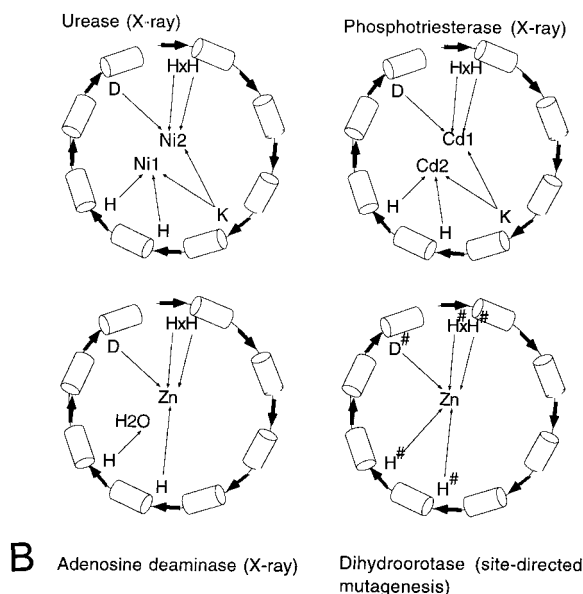 Urease (X-ray)
Phosphotriesterase (X-ray)
HxH
D
Ni2
Ni1
H
H
K
HxH
D
Cd1
Cd2
H
H
K
HxH
D
Zn
H2O
H
H
H#xH#
D#
Zn
H#
H#
B
Adenosine deaminase (X-ray)
Dihydroorotase (site-directed
mutagenesis)